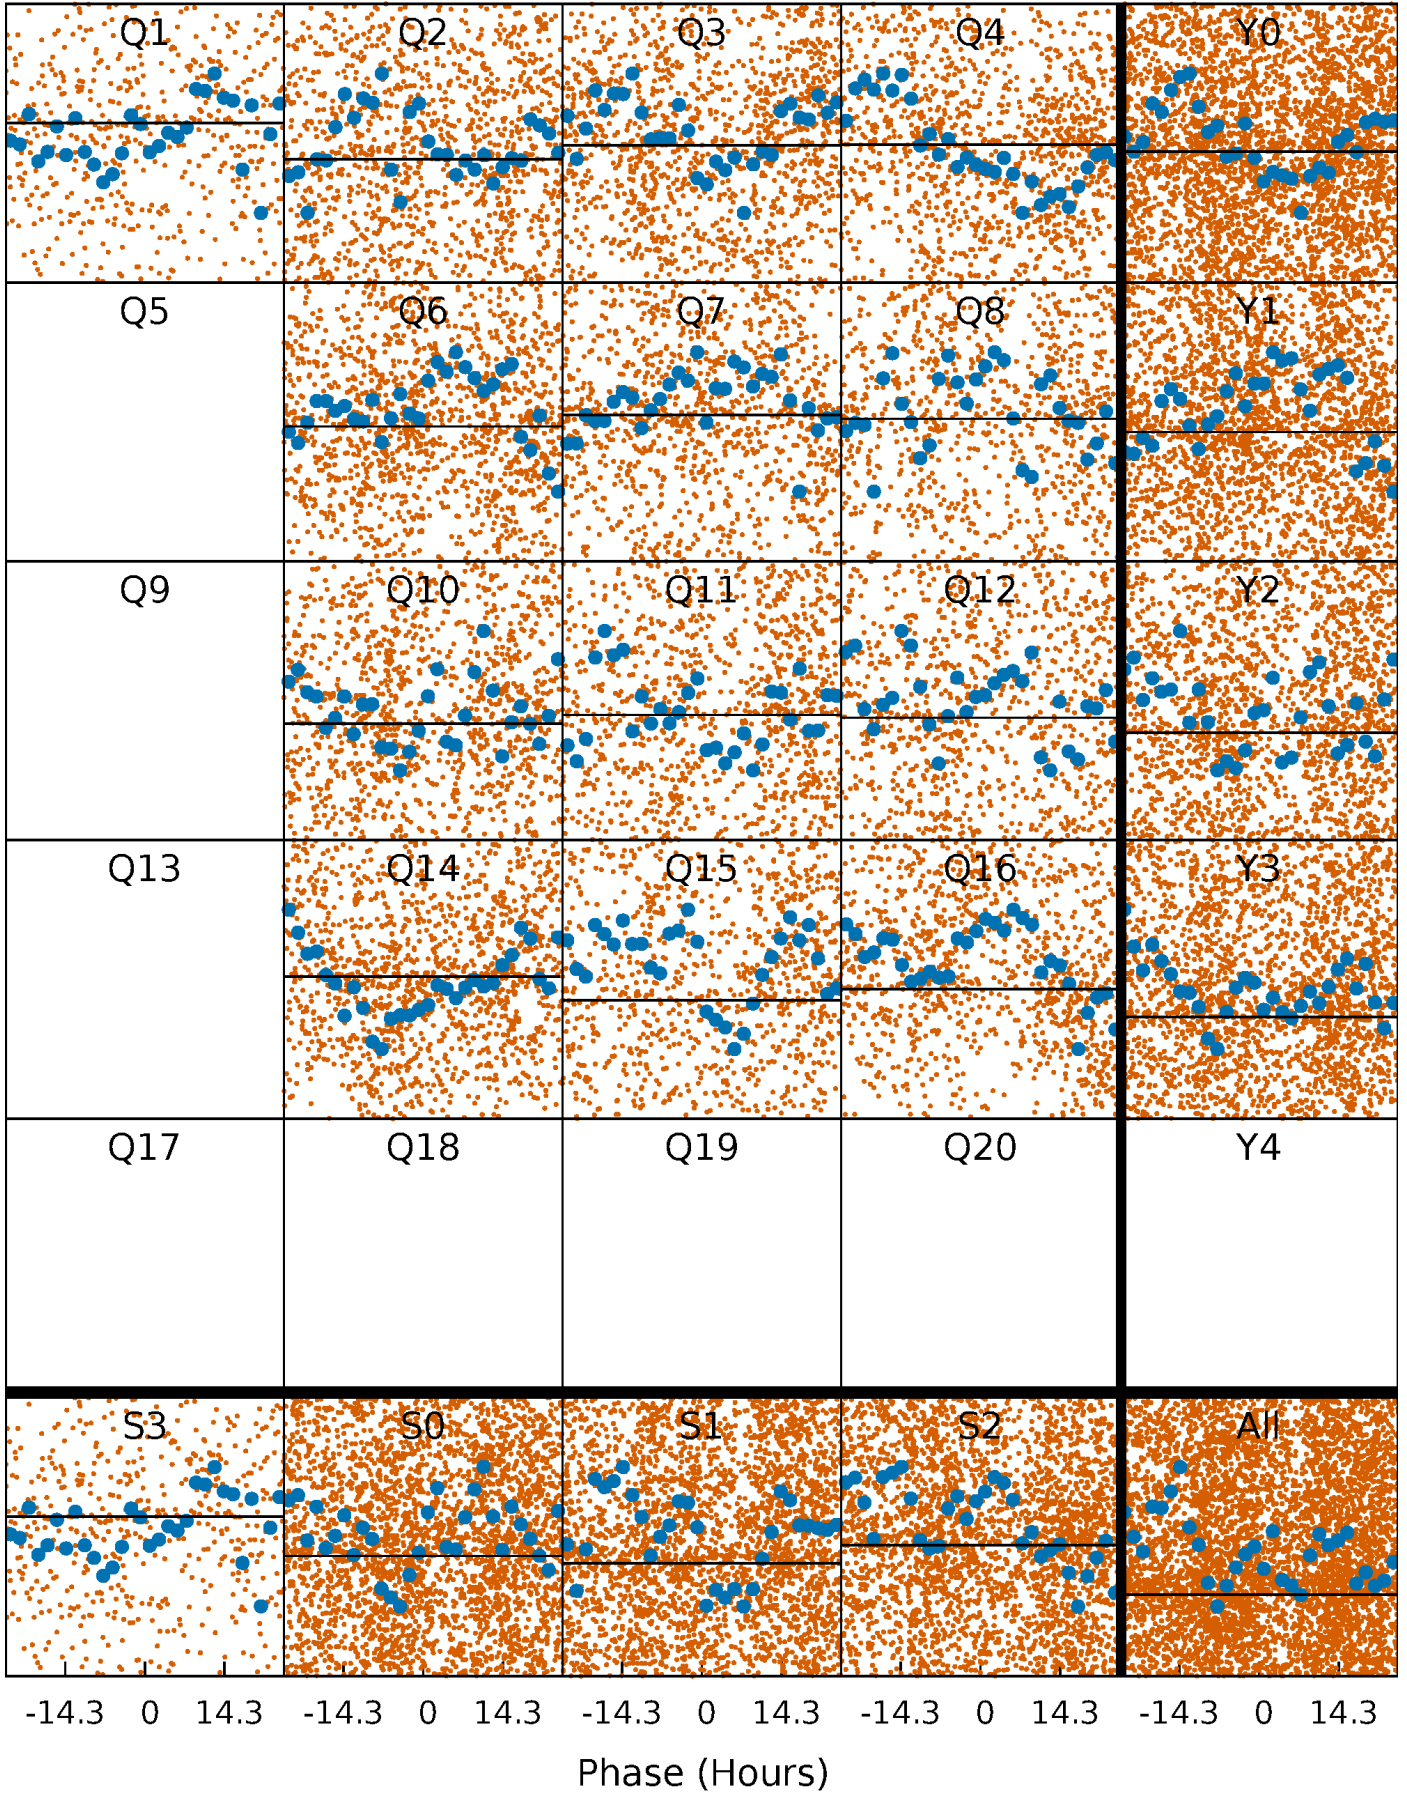 Q1 Q2 Q3 Q4 Y0
Q5 Q6 Q7 Q8 Y1
Q9 Q10 Q11 Q12 Y2
Q13 Q14 Q15 Q16 Y3
Q17 Q18 Q19 Q20 Y4
S3 S0 S1 S2 All
-14.3 0 14.3 -14.3 0 14.3 -14.3 0 14.3 -14.3 0 14.3 -14.3 0 14.3
Phase (Hours)